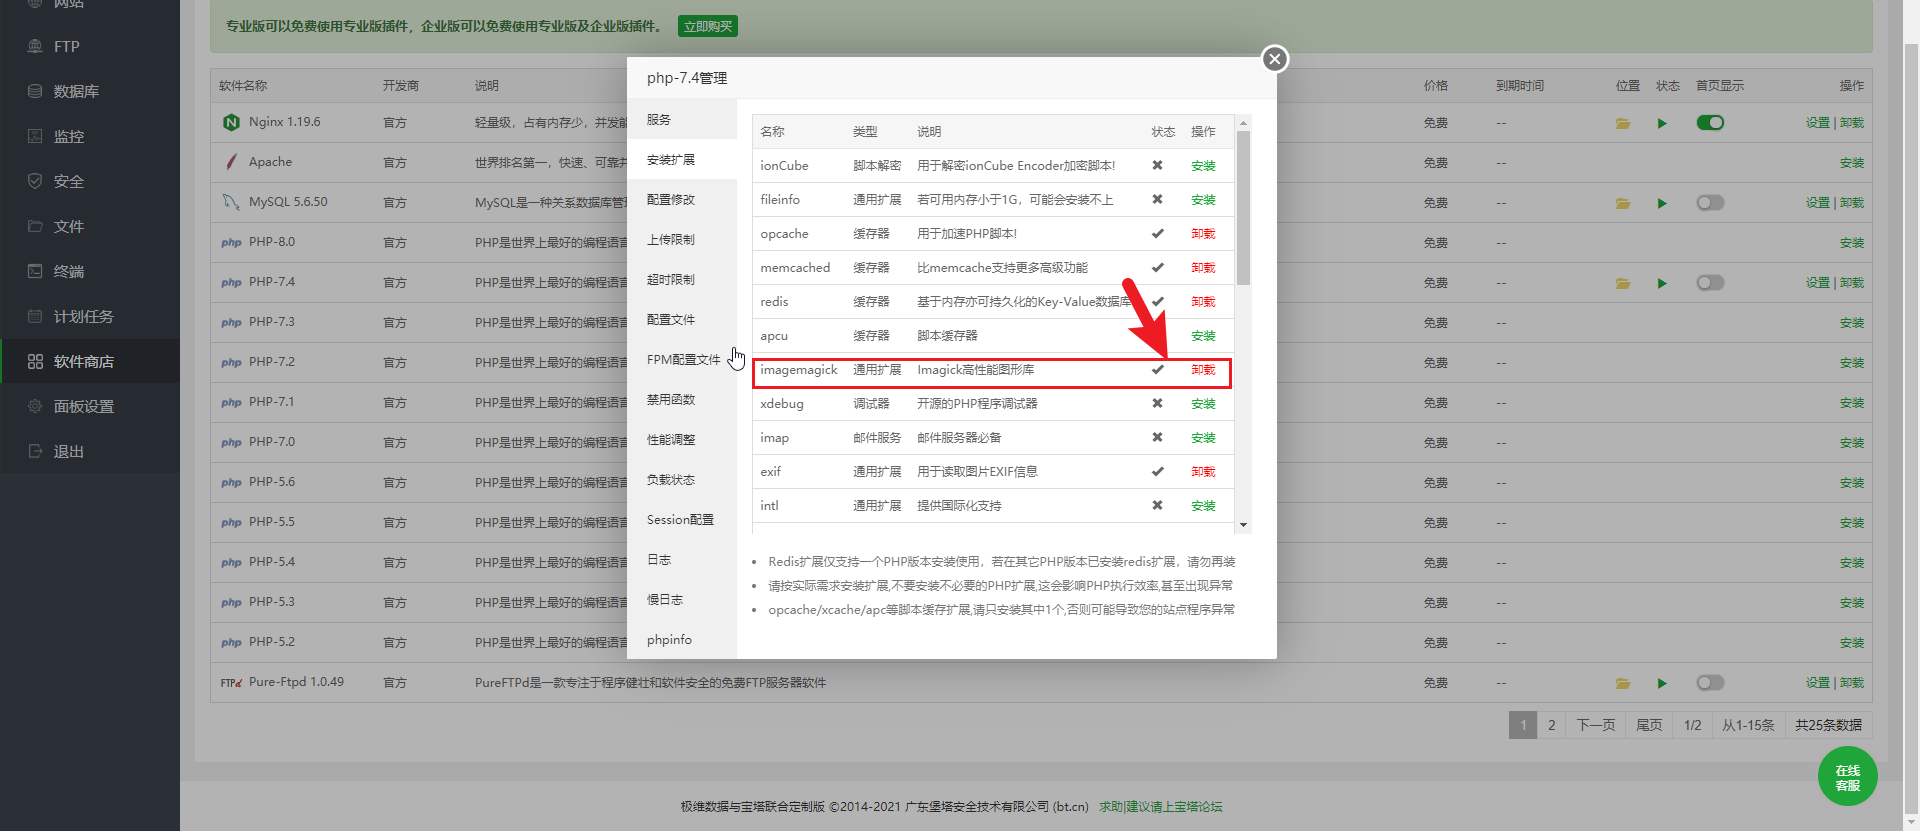 网站
FTP
数据库
监控
安全
文件
终端
计划任务
软件商店
面板设置
退出
专业版可以免费使用专业版插件，企业版可以免费使用专业版及企业版插件。 立即购买
软件名称 开发商 说明 价格 到期时间 位置 状态 首页显示 操作
Nginx 1.19.6 官方 轻量级，占有内存少，并发能 免费 -- 设置 | 卸载
Apache 官方 世界排名第一，快速、可靠并 免费 -- 安装
MySQL 5.6.50 官方 MySQL是一种关系数据库管理 免费 -- 设置 | 卸载
php PHP-8.0 官方 PHP是世界上最好的编程语言 免费 -- 安装
php PHP-7.4 官方 PHP是世界上最好的编程语言 免费 -- 设置 | 卸载
php PHP-7.3 官方 PHP是世界上最好的编程语言 免费 -- 安装
php PHP-7.2 官方 PHP是世界上最好的编程语言 免费 -- 安装
php PHP-7.1 官方 PHP是世界上最好的编程语言 免费 -- 安装
php PHP-7.0 官方 PHP是世界上最好的编程语言 免费 -- 安装
php PHP-5.6 官方 PHP是世界上最好的编程语言 免费 -- 安装
php PHP-5.5 官方 PHP是世界上最好的编程语言 免费 -- 安装
php PHP-5.4 官方 PHP是世界上最好的编程语言 免费 -- 安装
php PHP-5.3 官方 PHP是世界上最好的编程语言 免费 -- 安装
php PHP-5.2 官方 PHP是世界上最好的编程语言 免费 -- 安装
FTPd Pure-Ftpd 1.0.49 官方 PureFTPd是一款专注于程序健壮和软件安全的免费FTP服务器软件 免费 -- 设置 | 卸载
1 2 下一页 尾页 1/2 从1-15条 共25条数据
php-7.4管理
服务
安装扩展
配置修改
上传限制
超时限制
配置文件
FPM配置文件
禁用函数
性能调整
负载状态
Session配置
日志
慢日志
phpinfo
名称 类型 说明 状态 操作
ionCube 脚本解密 用于解密ionCube Encoder加密脚本! 安装
fileinfo 通用扩展 若可用内存小于1G，可能会安装不上 安装
opcache 缓存器 用于加速PHP脚本! 卸载
memcached 缓存器 比memcache支持更多高级功能 卸载
redis 缓存器 基于内存亦可持久化的Key-Value数据库 卸载
apcu 缓存器 脚本缓存器 安装
imagemagick 通用扩展 Imagick高性能图形库 卸载
xdebug 调试器 开源的PHP程序调试器 安装
imap 邮件服务 邮件服务器必备 安装
exif 通用扩展 用于读取图片EXIF信息 卸载
intl 通用扩展 提供国际化支持 安装
Redis扩展仅支持一个PHP版本安装使用，若在其它PHP版本已安装redis扩展，请勿再装
请按实际需求安装扩展,不要安装不必要的PHP扩展,这会影响PHP执行效率,甚至出现异常
opcache/xcache/apc等脚本缓存扩展,请只安装其中1个,否则可能导致您的站点程序异常
在线
客服
极维数据与宝塔联合定制版 ©2014-2021 广东堡塔安全技术有限公司 (bt.cn) 求助|建议请上宝塔论坛